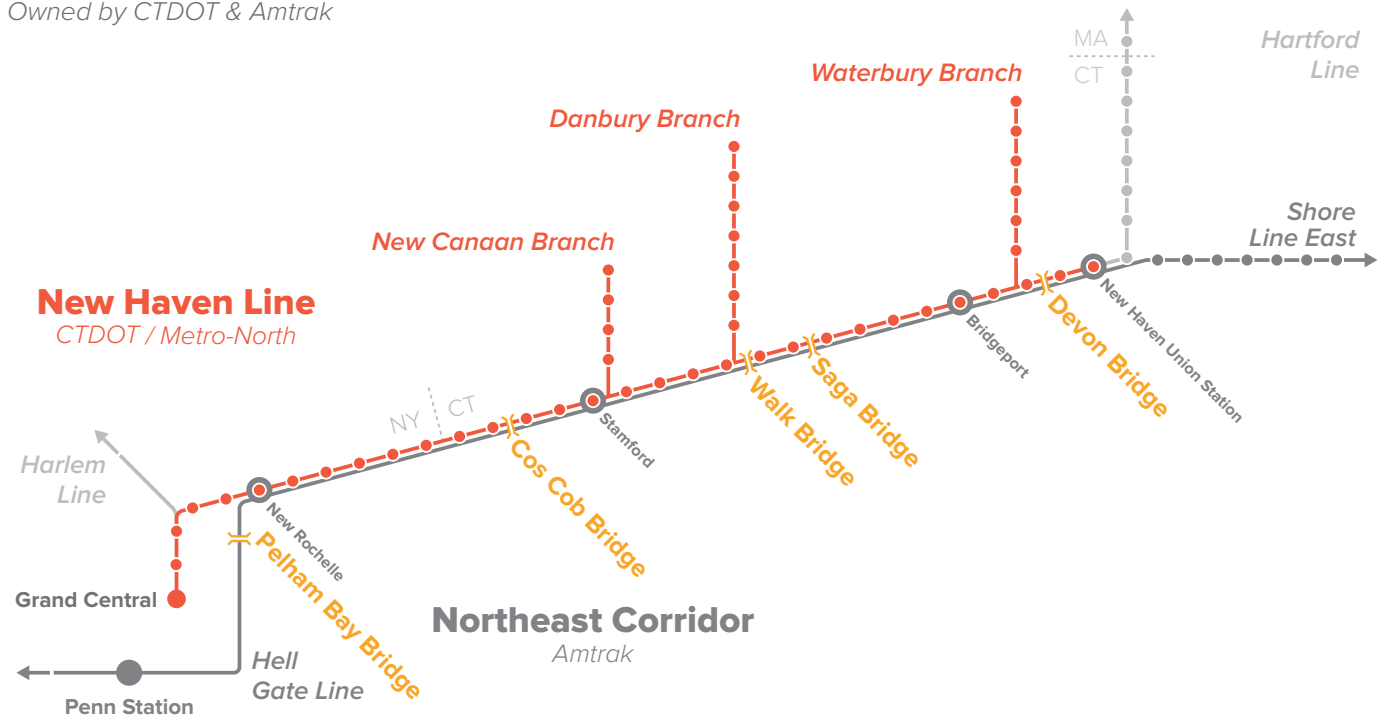 Owned by CTDOT & Amtrak
MA
CT
Hartford
Line
Waterbury Branch
Danbury Branch
Shore
Line East
New Canaan Branch
New Haven Line
CTDOT / Metro-North
New Haven Union Station
Devon Bridge
Bridgeport
Saga Bridge
Walk Bridge
NY
CT
Stamford
Cos Cob Bridge
Harlem
Line
New Rochelle
Pelham Bay Bridge
Grand Central
Northeast Corridor
Amtrak
Hell
Gate Line
Penn Station